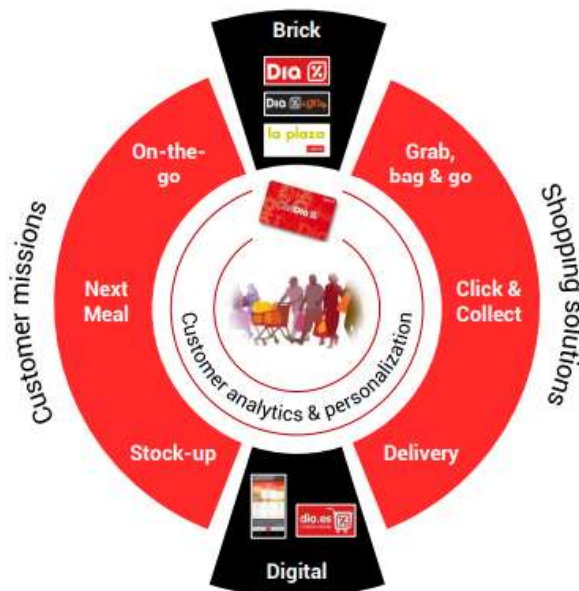 Brick
Dia %
Dia %
la plaza
On-the-
go
Grab,
bag & go
Customer missions
Next
Meal
Click &
Collect
Shopping solutions
Customer analytics & personalization
Stock-up
Delivery
dia.es
Digital